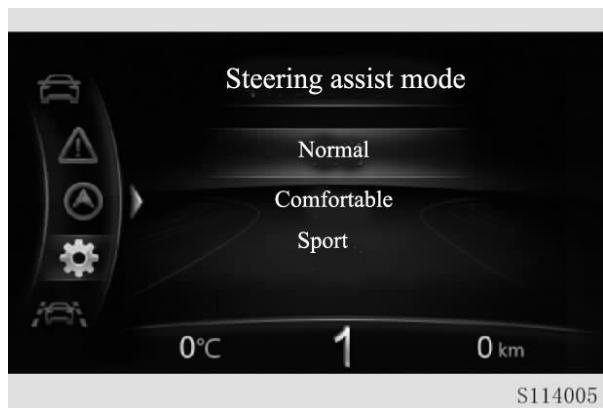 Steering assist mode
Normal
Comfortable
Sport
0°C 1 0 km
S114005